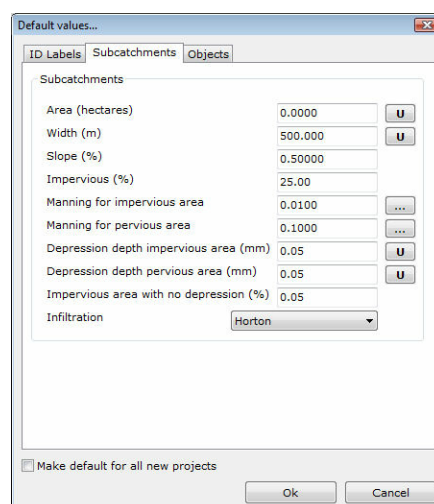 Default values...
ID Labels Subcatchments Objects
Subcatchments
Area (hectares) 0.0000 U
Width (m) 500.000 U
Slope (%) 0.50000
Impervious (%) 25.00
Manning for impervious area 0.0100 ...
Manning for pervious area 0.1000 ...
Depression depth impervious area (mm) 0.05 U
Depression depth pervious area (mm) 0.05 U
Impervious area with no depression (%) 0.05
Infiltration Horton
Make default for all new projects
Ok Cancel